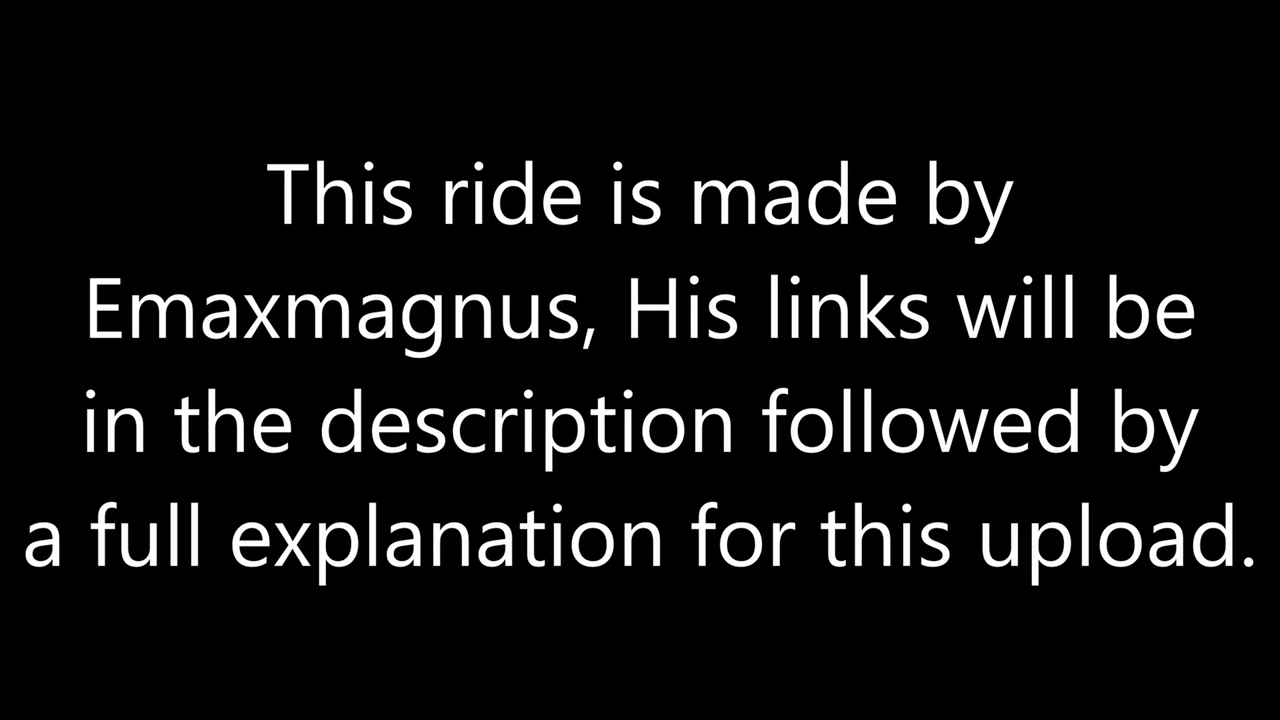 This ride is made by
Emaxmagnus, His links will be
in the description followed by
a full explanation for this upload.